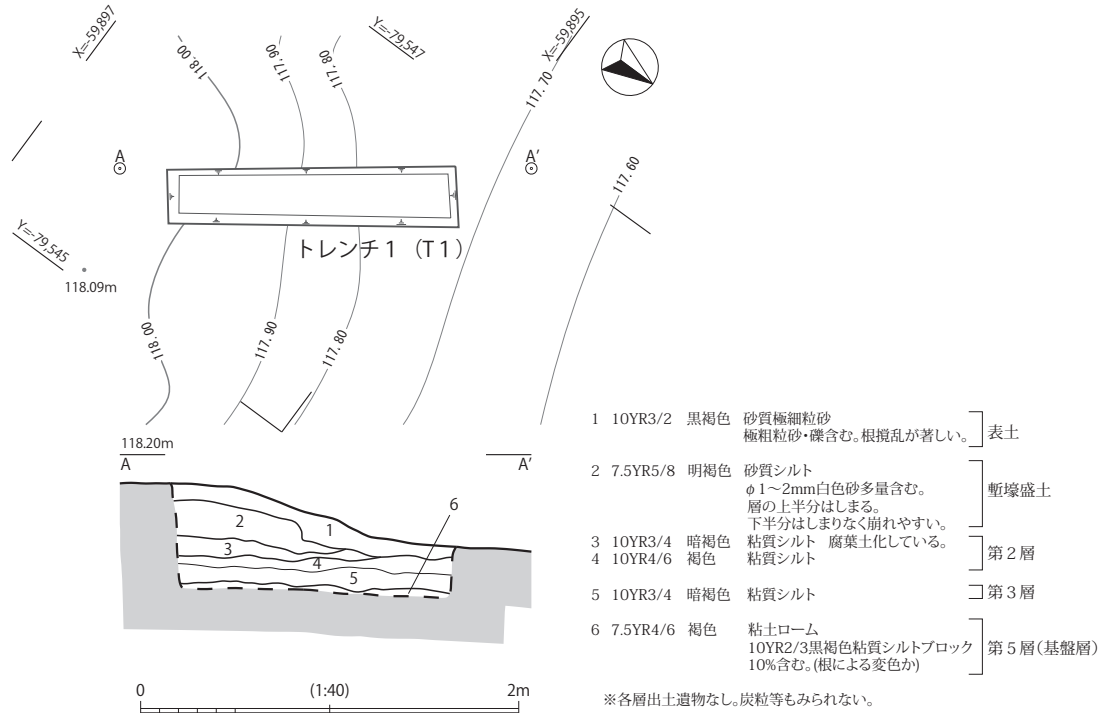 X=-59,897
Y=-79,547
X=-59,895
118.00
117.90
117.80
117.70
117.60
A
A'
トレンチ1（T1）
Y=-79,545
118.09m
118.00
117.90
117.80
118.20m
A
A'
6
2
1
3
4
5
0 (1:40) 2m
1 10YR3/2 黒褐色 砂質極細粒砂
極粗粒砂・礫含む。根撹乱が著しい。
表土
2 7.5YR5/8 明褐色 砂質シルト
φ1〜2mm白色砂多量含む。
層の上半分はしまる。
下半分はしまりなく崩れやすい。
塹壕盛土
3 10YR3/4 暗褐色 粘質シルト 腐葉土化している。
4 10YR4/6 褐色 粘質シルト
第2層
5 10YR3/4 暗褐色 粘質シルト
第3層
6 7.5YR4/6 褐色 粘土ローム
10YR2/3黒褐色粘質シルトブロック
10%含む。(根による変色か)
第5層(基盤層)
※各層出土遺物なし。炭粒等もみられない。